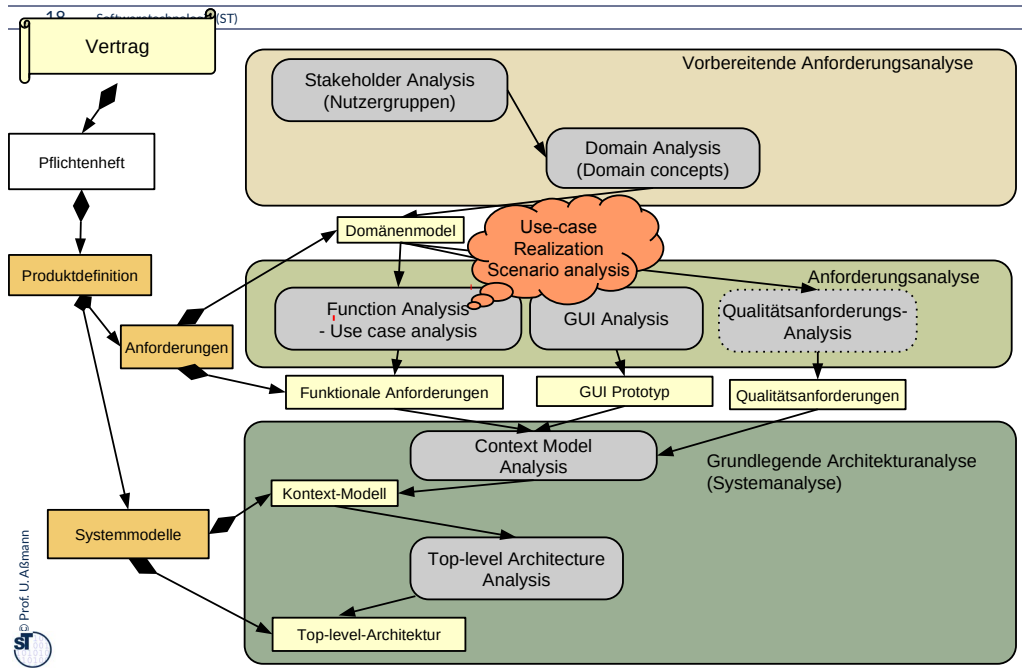 18 Softwaretechnologie (ST)
Vertrag
Vorbereitende Anforderungsanalyse
Stakeholder Analysis
(Nutzergruppen)
Pflichtenheft
Domain Analysis
(Domain concepts)
Domänenmodel
Use-case
Realization
Scenario analysis
Produktdefinition
Anforderungsanalyse
Function Analysis
- Use case analysis
GUI Analysis
Qualitätsanforderungs-
Analysis
Anforderungen
Funktionale Anforderungen
GUI Prototyp
Qualitätsanforderungen
Context Model
Analysis
Grundlegende Architekturanalyse
(Systemanalyse)
Kontext-Modell
Systemmodelle
Top-level Architecture
Analysis
Top-level-Architektur
© Prof. U. Aßmann
ST